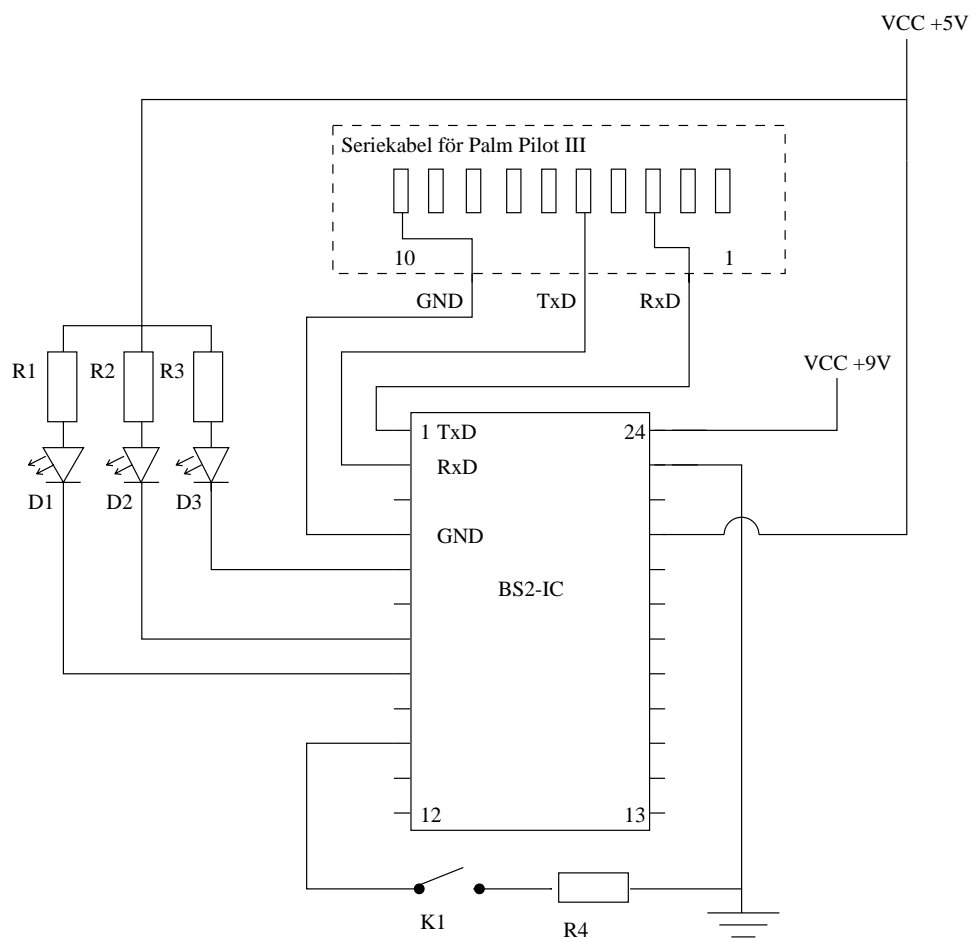 VCC +5V
Seriekabel för Palm Pilot III
10
1
GND
TxD
RxD
VCC +9V
R1
R2
R3
1 TxD
24
RxD
D1
D2
D3
GND
BS2-IC
12
13
K1
R4